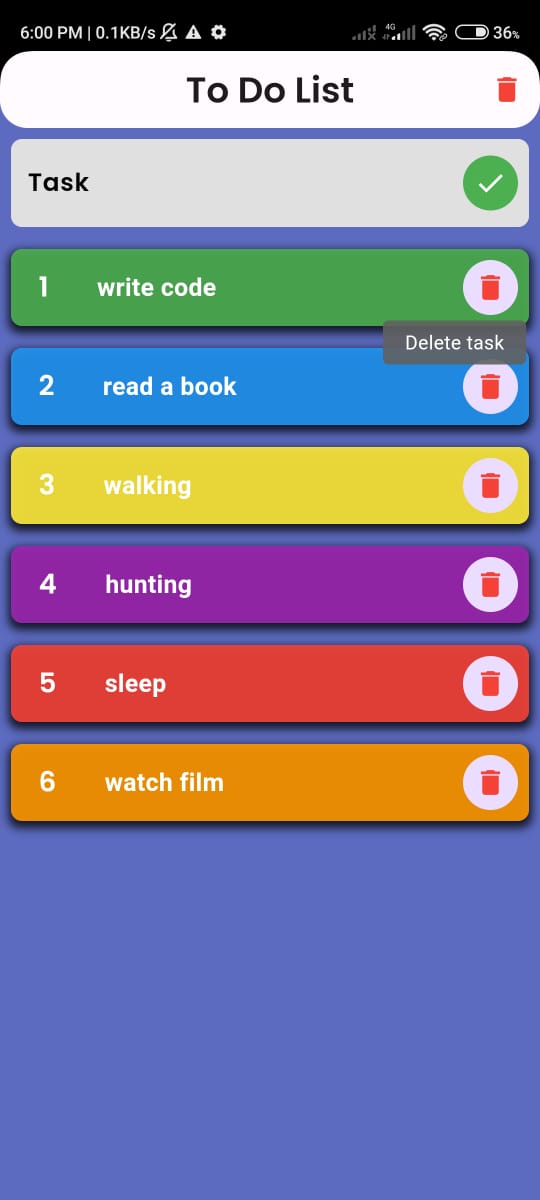 6:00 PM | 0.1KB/s 4G 36%
To Do List
Task
1 write code
Delete task
2 read a book
3 walking
4 hunting
5 sleep
6 watch film